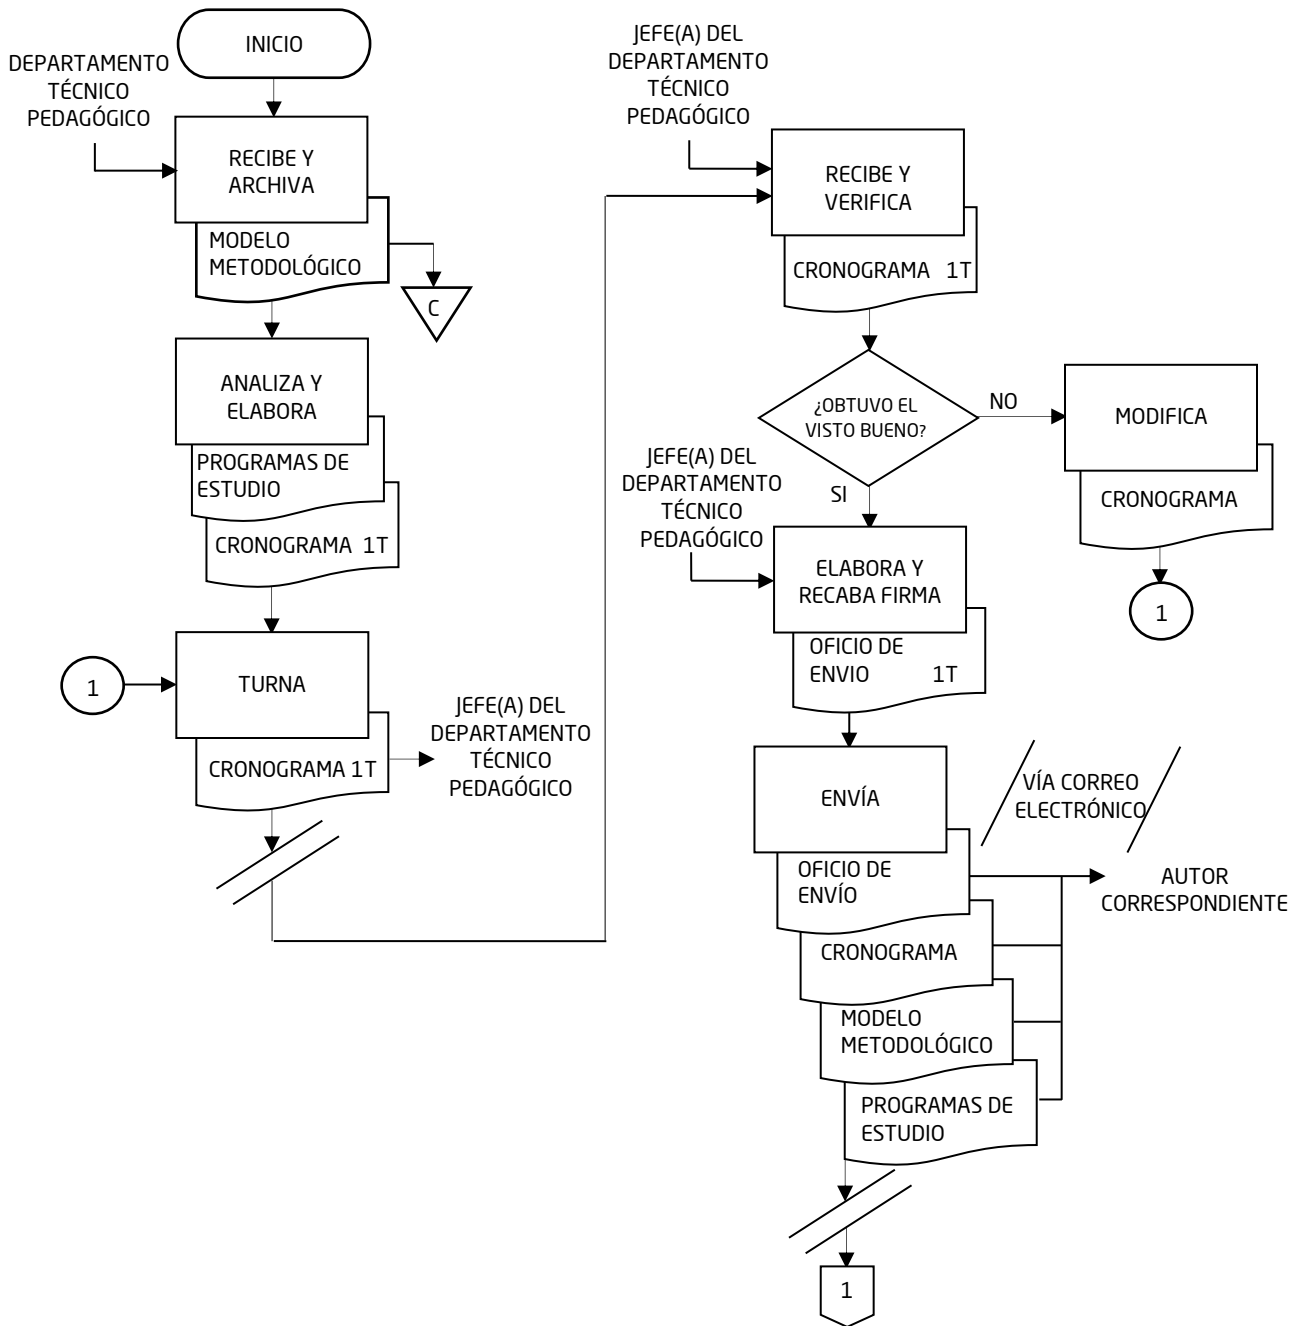 INICIO
DEPARTAMENTO
TÉCNICO
PEDAGÓGICO
RECIBE Y
ARCHIVA
MODELO
METODOLÓGICO
C
ANALIZA Y
ELABORA
PROGRAMAS DE
ESTUDIO
CRONOGRAMA 1T
1
TURNA
CRONOGRAMA 1T
JEFE(A) DEL
DEPARTAMENTO
TÉCNICO
PEDAGÓGICO
JEFE(A) DEL
DEPARTAMENTO
TÉCNICO
PEDAGÓGICO
RECIBE Y
VERIFICA
CRONOGRAMA 1T
¿OBTUVO EL
VISTO BUENO?
NO
MODIFICA
CRONOGRAMA
1
SI
JEFE(A) DEL
DEPARTAMENTO
TÉCNICO
PEDAGÓGICO
ELABORA Y
RECABA FIRMA
OFICIO DE
ENVIO 1T
ENVÍA
VÍA CORREO
ELECTRÓNICO
OFICIO DE
ENVÍO
AUTOR
CORRESPONDIENTE
CRONOGRAMA
MODELO
METODOLÓGICO
PROGRAMAS DE
ESTUDIO
1